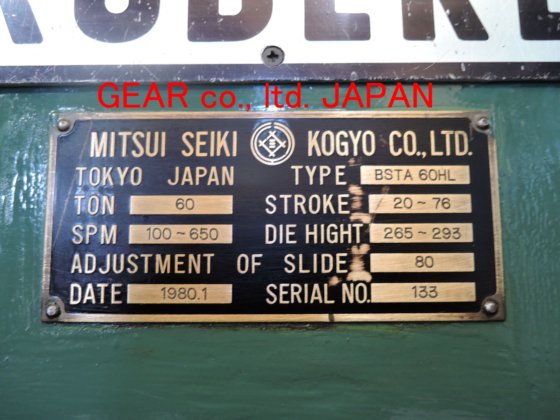 GEAR co., ltd. JAPAN
MITSUI SEIKI KOGYO CO., LTD.
TOKYO JAPAN TYPE BSTA 60HL
TON 60 STROKE 20~76
SPM 100~650 DIE HIGHT 265~293
ADJUSTMENT OF SLIDE 80
DATE 1980.1 SERIAL NO. 133